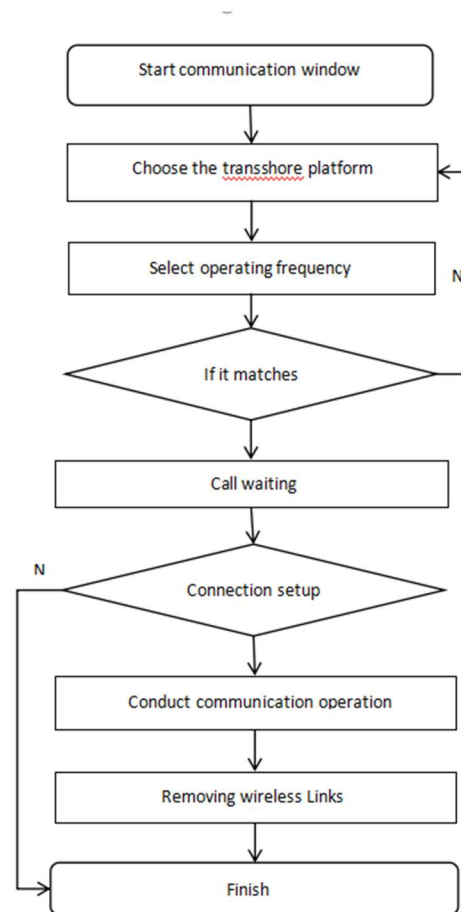 Start communication window
Choose the transshore platform
Select operating frequency
N
If it matches
Call waiting
N
Connection setup
Conduct communication operation
Removing wireless Links
Finish